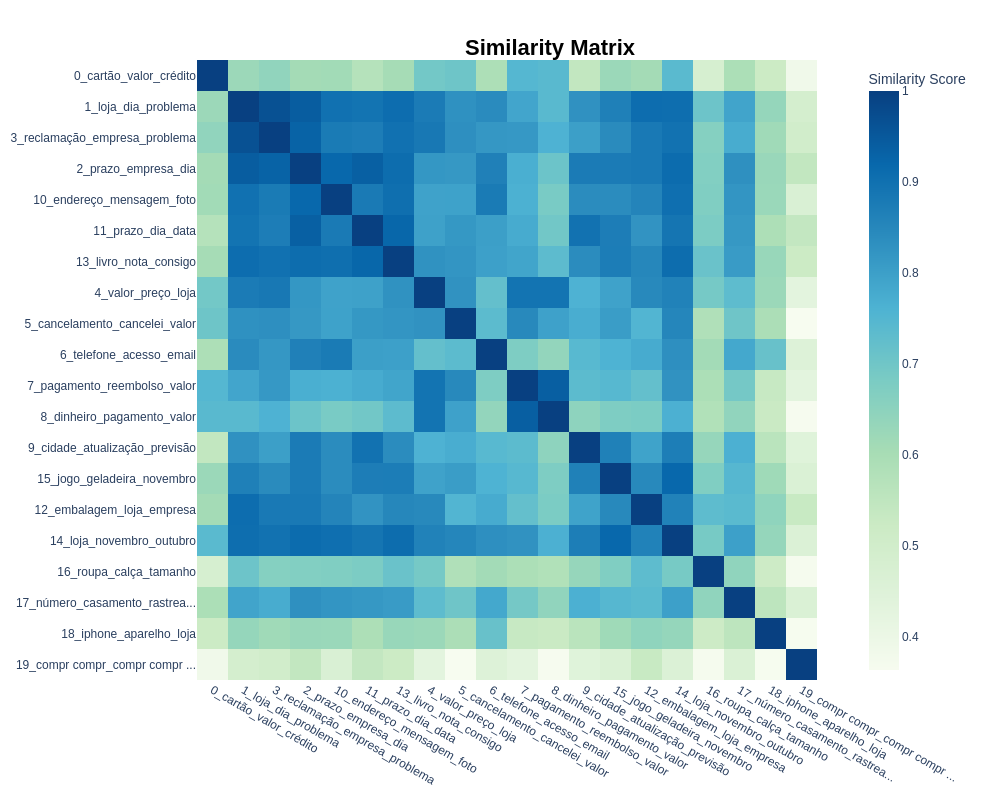 Similarity Matrix
Similarity Score
0_cartão_valor_crédito
1_loja_dia_problema
3_reclamação_empresa_problema
2_prazo_empresa_dia
10_endereço_mensagem_foto
11_prazo_dia_data
13_livro_nota_consigo
4_valor_preço_loja
5_cancelamento_cancelei_valor
6_telefone_acesso_email
7_pagamento_reembolso_valor
8_dinheiro_pagamento_valor
9_cidade_atualização_previsão
15_jogo_geladeira_novembro
12_embalagem_loja_empresa
14_loja_novembro_outubro
16_roupa_calça_tamanho
17_número_casamento_rastrea...
18_iphone_aparelho_loja
19_compr compr_compr compr ...
1
0.9
0.8
0.7
0.6
0.5
0.4
0_cartão_valor_crédito
1_loja_dia_problema
3_reclamação_empresa_problema
2_prazo_empresa_dia
10_endereço_mensagem_foto
11_prazo_dia_data
13_livro_nota_consigo
4_valor_preço_loja
5_cancelamento_cancelei_valor
6_telefone_acesso_email
7_pagamento_reembolso_valor
8_dinheiro_pagamento_valor
9_cidade_atualização_previsão
15_jogo_geladeira_novembro
12_embalagem_loja_empresa
14_loja_novembro_outubro
16_roupa_calça_tamanho
17_número_casamento_rastrea...
18_iphone_aparelho_loja
19_compr compr_compr compr ...